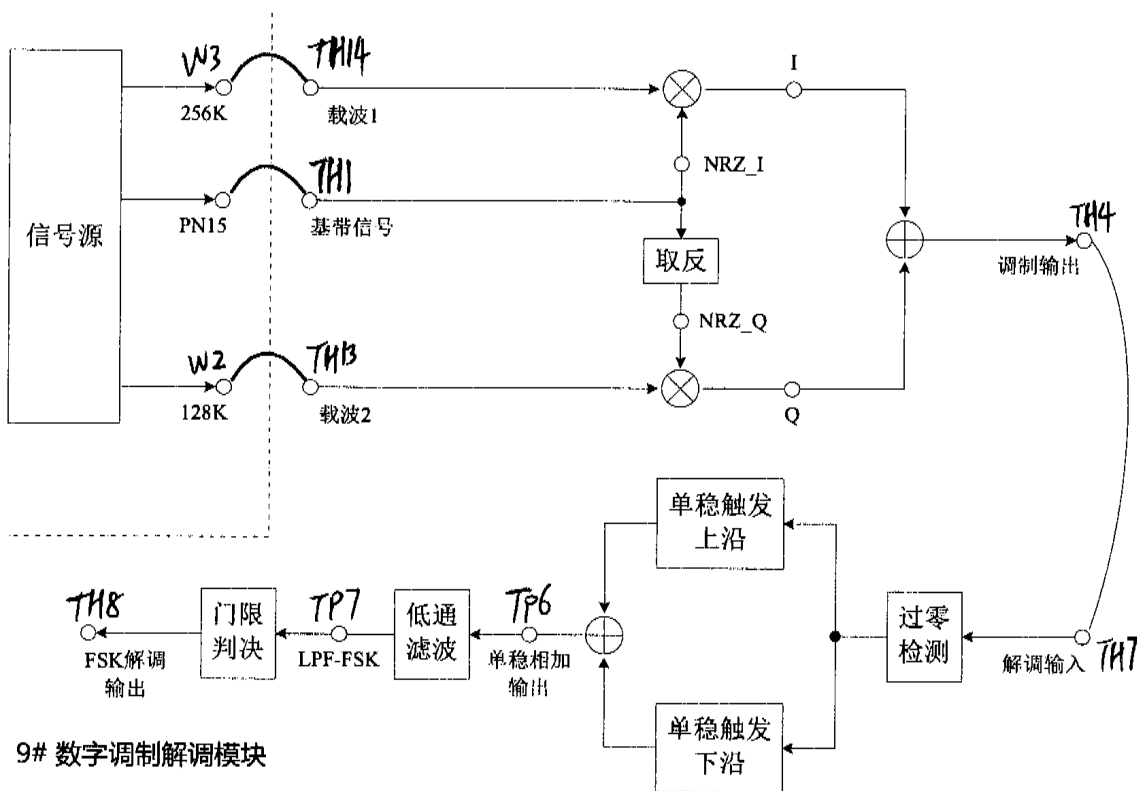 W3
TH14
I
256K
载波1
NRZ_I
TH1
PN15
基带信号
信号源
取反
TH4
调制输出
NRZ_Q
W2
TH13
128K
载波2
Q
单稳触发
上沿
TH8
门限
判决
TP7
低通
滤波
TP6
过零
检测
FSK解调
输出
LPF-FSK
单稳相加
输出
解调输入
TH7
单稳触发
下沿
9# 数字调制解调模块